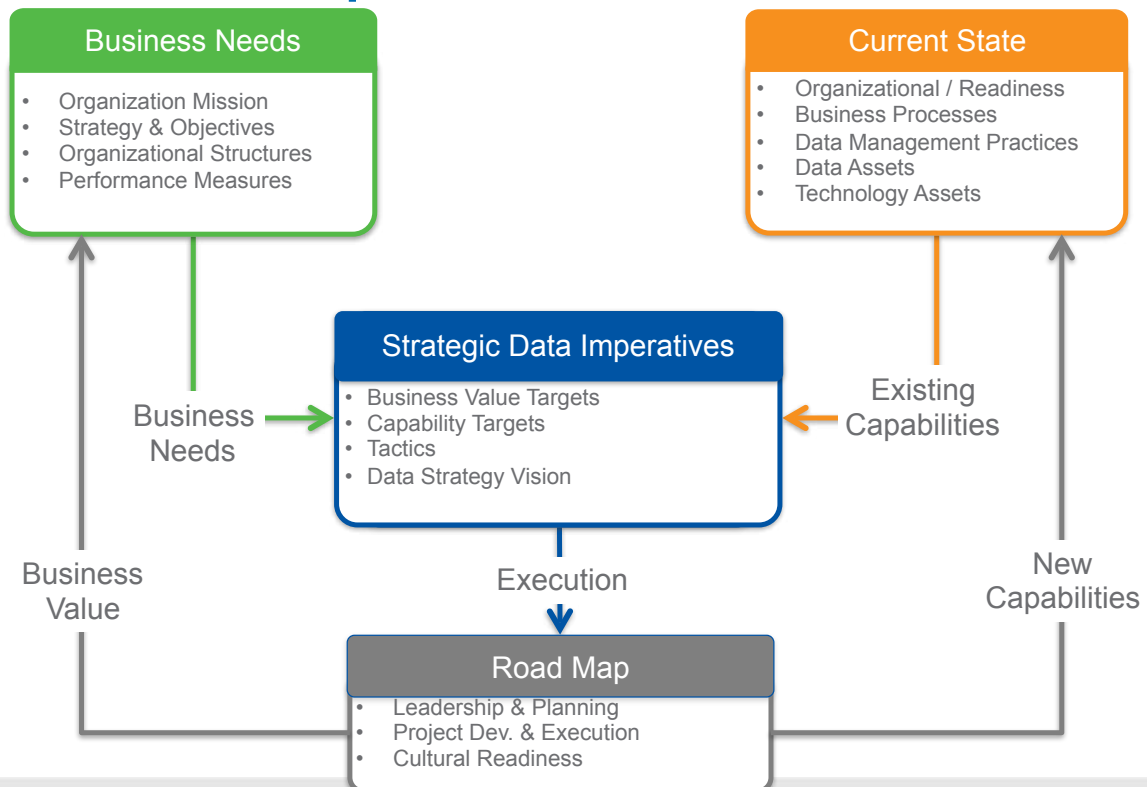 Business Needs
• Organization Mission
• Strategy & Objectives
• Organizational Structures
• Performance Measures
Current State
• Organizational / Readiness
• Business Processes
• Data Management Practices
• Data Assets
• Technology Assets
Strategic Data Imperatives
• Business Value Targets
• Capability Targets
• Tactics
• Data Strategy Vision
Business
Needs
Existing
Capabilities
Business
Value
Execution
New
Capabilities
Road Map
• Leadership & Planning
• Project Dev. & Execution
• Cultural Readiness